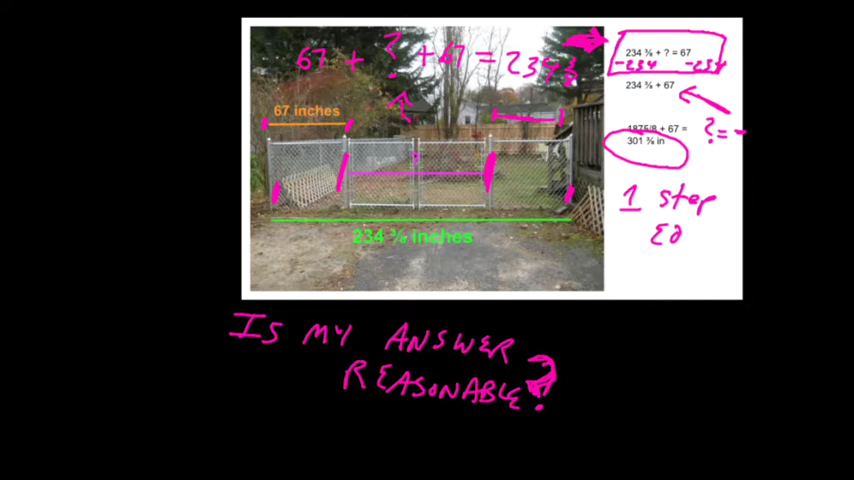 67 + ? + 67 = 234 ⅜
67 inches
?
234 ⅜ inches
234 ⅜ + ? = 67
-234 -234
234 ⅜ + 67
1875/8 + 67 =
301 ⅜ in
? = -
1 step
EQ
IS MY ANSWER
REASONABLE?